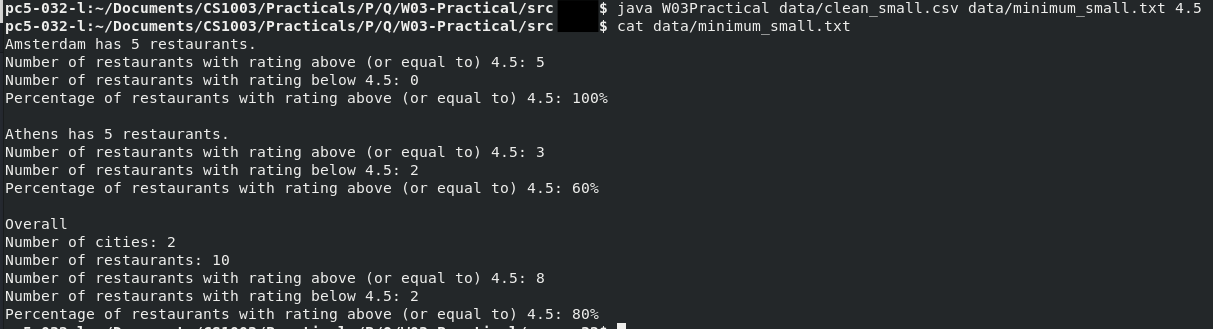 pc5-032-l:~/Documents/CS1003/Practicals/P/Q/W03-Practical/src $ java W03Practical data/clean_small.csv data/minimum_small.txt 4.5
pc5-032-l:~/Documents/CS1003/Practicals/P/Q/W03-Practical/src $ cat data/minimum_small.txt
Amsterdam has 5 restaurants.
Number of restaurants with rating above (or equal to) 4.5: 5
Number of restaurants with rating below 4.5: 0
Percentage of restaurants with rating above (or equal to) 4.5: 100%
Athens has 5 restaurants.
Number of restaurants with rating above (or equal to) 4.5: 3
Number of restaurants with rating below 4.5: 2
Percentage of restaurants with rating above (or equal to) 4.5: 60%
Overall
Number of cities: 2
Number of restaurants: 10
Number of restaurants with rating above (or equal to) 4.5: 8
Number of restaurants with rating below 4.5: 2
Percentage of restaurants with rating above (or equal to) 4.5: 80%